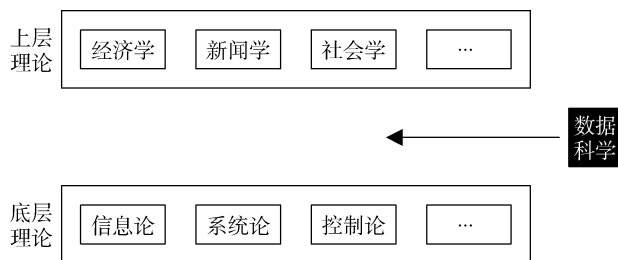 上层
理论
经济学
新闻学
社会学
...
数据
科学
底层
理论
信息论
系统论
控制论
...